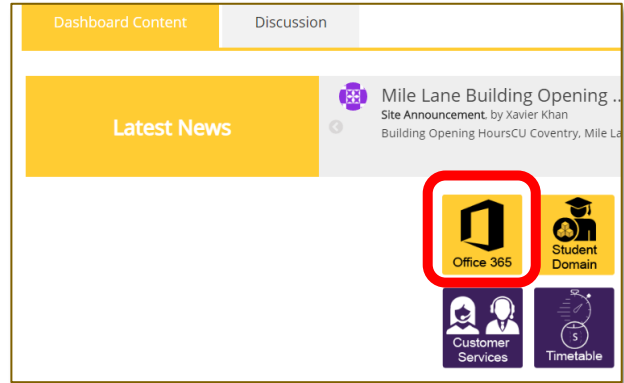 Dashboard Content
Discussion
Latest News
Mile Lane Building Opening ..
Site Announcement, by Xavier Khan
Building Opening HoursCU Coventry, Mile La
Office 365
Student
Domain
Customer
Services
S
Timetable